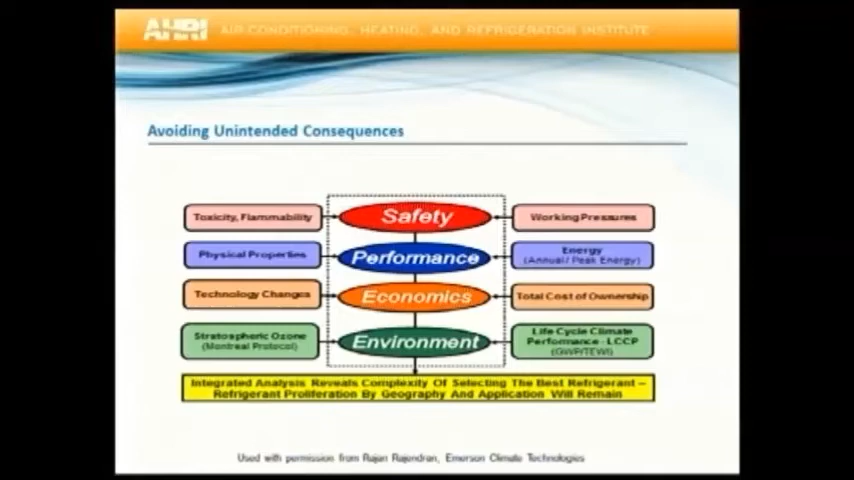 AHRI AIR-CONDITIONING, HEATING, AND REFRIGERATION INSTITUTE
Avoiding Unintended Consequences
Toxicity, Flammability
Safety
Working Pressures
Physical Properties
Performance
Energy
(Annual / Peak Energy)
Technology Changes
Economics
Total Cost of Ownership
Stratospheric Ozone
(Montreal Protocol)
Environment
Life Cycle Climate
Performance - LCCP
(GWP/TEWI)
Integrated Analysis Reveals Complexity Of Selecting The Best Refrigerant –
Refrigerant Proliferation By Geography And Application Will Remain
Used with permission from Rajan Rajendran, Emerson Climate Technologies